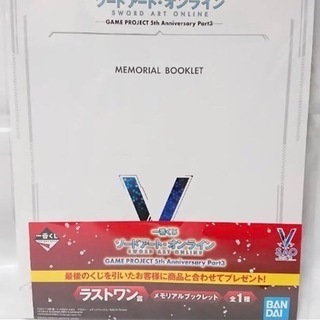 ソードアート・オンライン
SWORD ART ONLINE
GAME PROJECT 5th Anniversary Part3
MEMORIAL BOOKLET
一番くじ
ソードアート・オンライン
SWORD ART ONLINE
GAME PROJECT 5th Anniversary Part3
最後のくじを引いたお客様に商品と合わせてプレゼント!
ラストワン賞 メモリアルブックレット 全1種
BANDAI